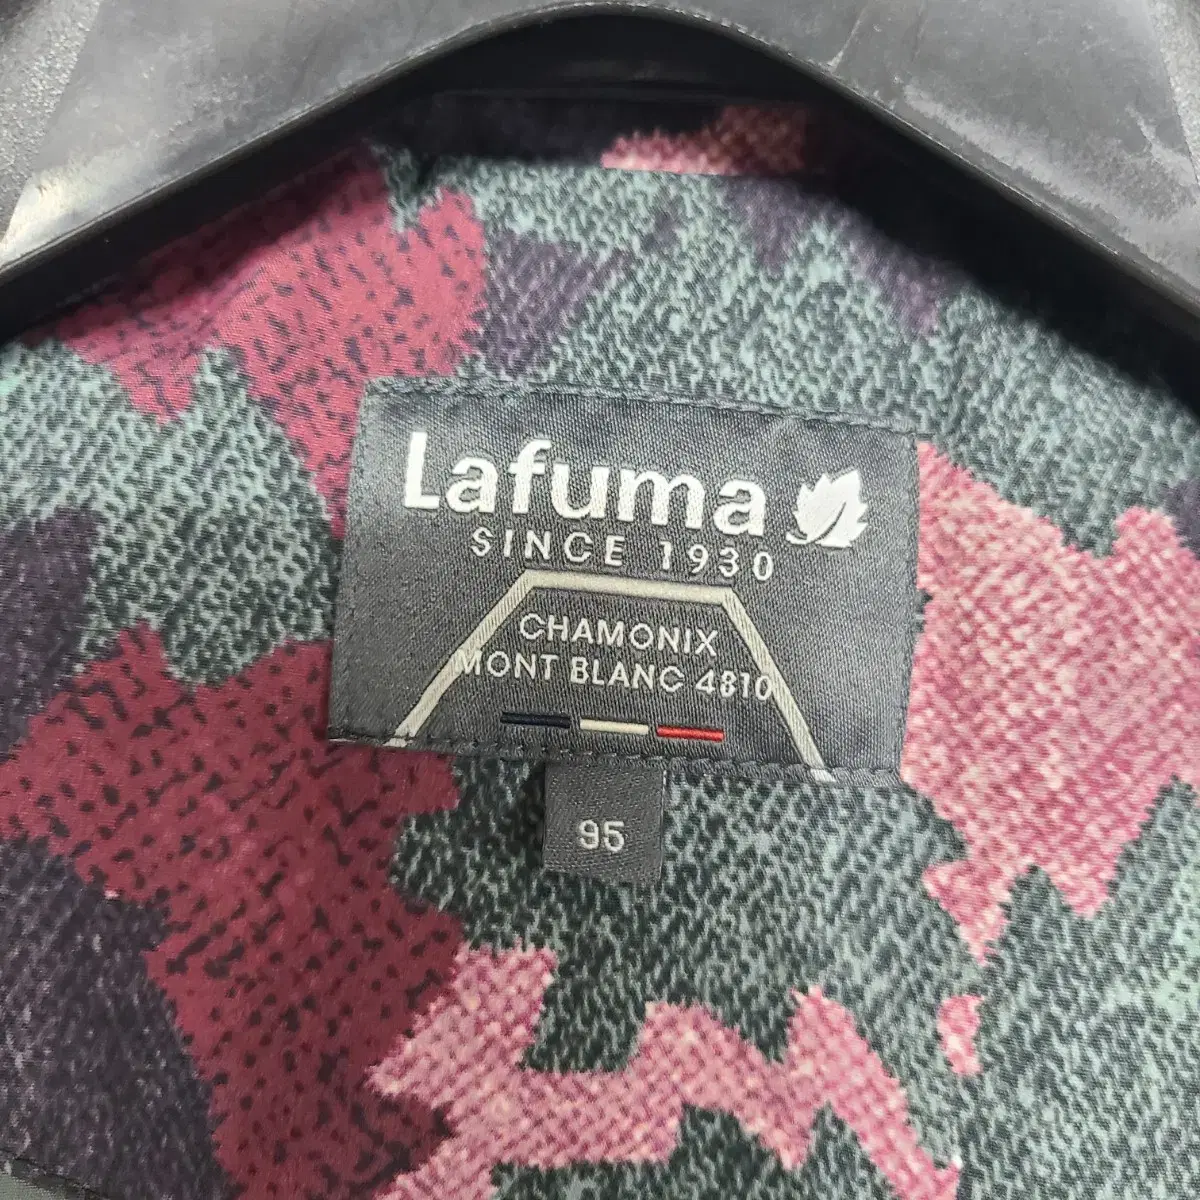 Lafuma
SINCE 1930
CHAMONIX
MONT BLANC 4810
95